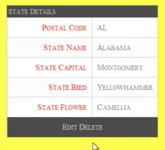 State Details
Postal Code AL
State Name Alabama
State Capital Montgomery
State Bird Yellowhammer
State Flower Camellia
Edit Delete